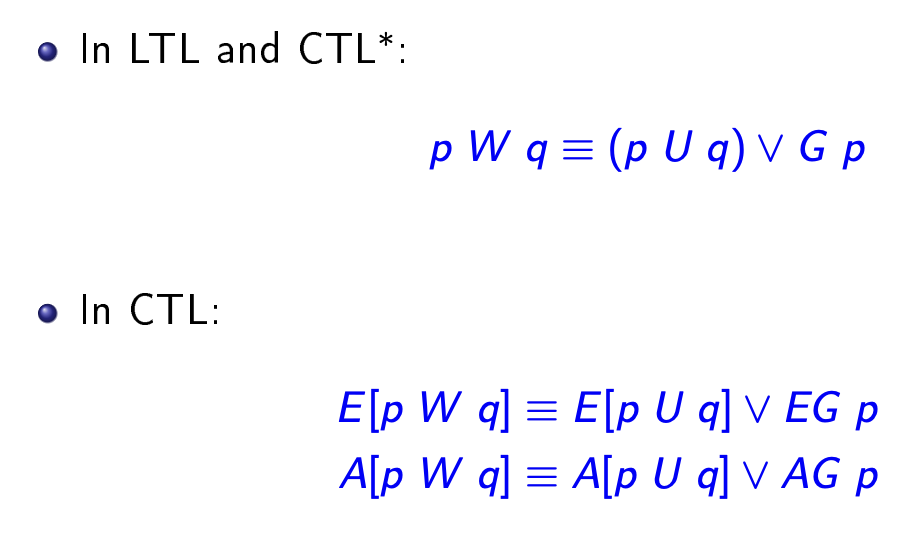 In LTL and CTL*:
p W q ≡ (p U q) ∨ G p
In CTL:
E[p W q] ≡ E[p U q] ∨ EG p
A[p W q] ≡ A[p U q] ∨ AG p